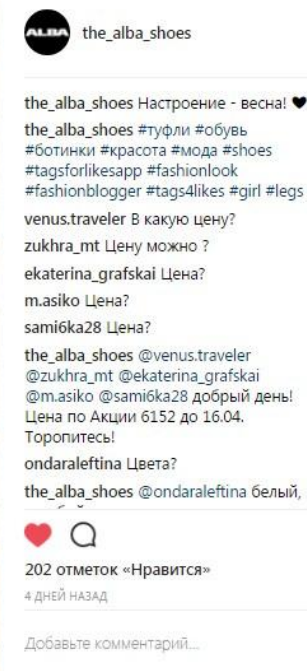 ALBA
the_alba_shoes
the_alba_shoes Настроение - весна! 🖤
the_alba_shoes #туфли #обувь
#ботинки #красота #мода #shoes
#tagsforlikesapp #fashionlook
#fashionblogger #tags4likes #girl #legs
venus.traveler В какую цену?
zukhra_mt Цену можно ?
ekaterina_grafskai Цена?
m.asiko Цена?
sami6ka28 Цена?
the_alba_shoes @venus.traveler
@zukhra_mt @ekaterina_grafskai
@m.asiko @sami6ka28 добрый день!
Цена по Акции 6152 до 16.04.
Торопитесь!
ondaraleftina Цвета?
the_alba_shoes @ondaraleftina белый,
202 отметок «Нравится»
4 ДНЕЙ НАЗАД
Добавьте комментарий...